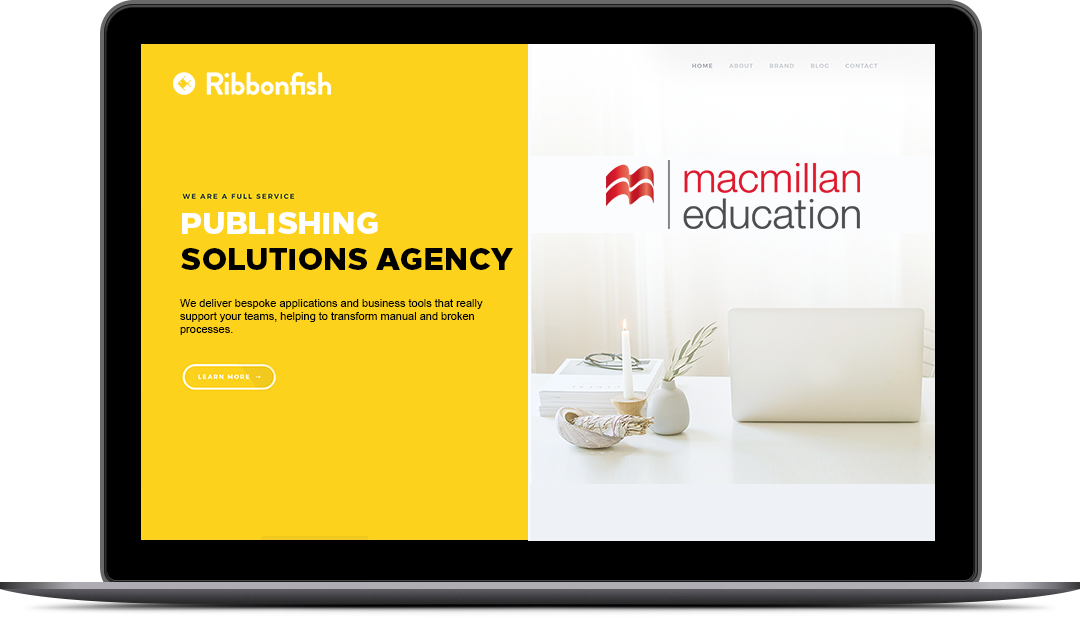 Ribbonfish
HOME ABOUT BRAND BLOG CONTACT
WE ARE A FULL SERVICE
PUBLISHING
SOLUTIONS AGENCY
We deliver bespoke applications and business tools that really
support your teams, helping to transform manual and broken
processes.
LEARN MORE →
macmillan
education